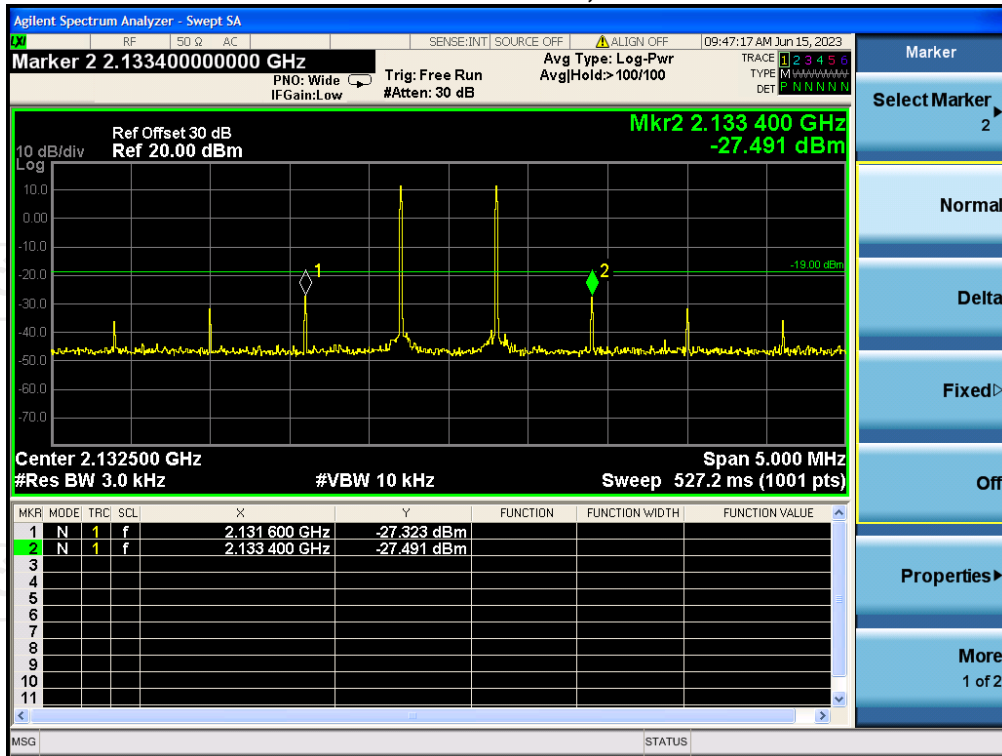 Agilent Spectrum Analyzer - Swept SA
LXI RF 50 Ω AC SENSE:INT SOURCE OFF ALIGN OFF 09:47:17 AM Jun 15, 2023
Marker 2 2.133400000000 GHz Avg Type: Log-Pwr TRACE 1 2 3 4 5 6
PNO: Wide Trig: Free Run Avg|Hold:>100/100 TYPE M
IFGain:Low #Atten: 30 dB DET P N N N N N
Mkr2 2.133 400 GHz
-27.491 dBm
Ref Offset 30 dB
10 dB/div Ref 20.00 dBm
Log
10.0
0.00
-10.0
-20.0
-30.0
-40.0
-50.0
-60.0
-70.0
1
2
-19.00 dBm
Center 2.132500 GHz Span 5.000 MHz
#Res BW 3.0 kHz #VBW 10 kHz Sweep 527.2 ms (1001 pts)
MKR MODE TRC SCL X Y FUNCTION FUNCTION WIDTH FUNCTION VALUE
1 N 1 f 2.131 600 GHz -27.323 dBm
2 N 1 f 2.133 400 GHz -27.491 dBm
3
4
5
6
7
8
9
10
11
MSG STATUS
Marker
Select Marker
2
Normal
Delta
Fixed
Off
Properties
More
1 of 2